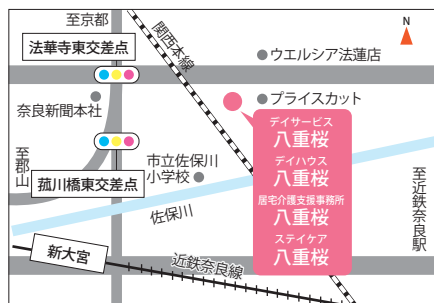 至京都
N
法華寺東交差点
関西本線
ウエルシア法蓮店
奈良新聞本社
プライスカット
デイサービス
八重桜
デイハウス
八重桜
居宅介護支援事務所
八重桜
ステイケア
八重桜
至郡山
菰川橋東交差点
市立佐保川
小学校
佐保川
至近鉄奈良駅
新大宮
近鉄奈良線